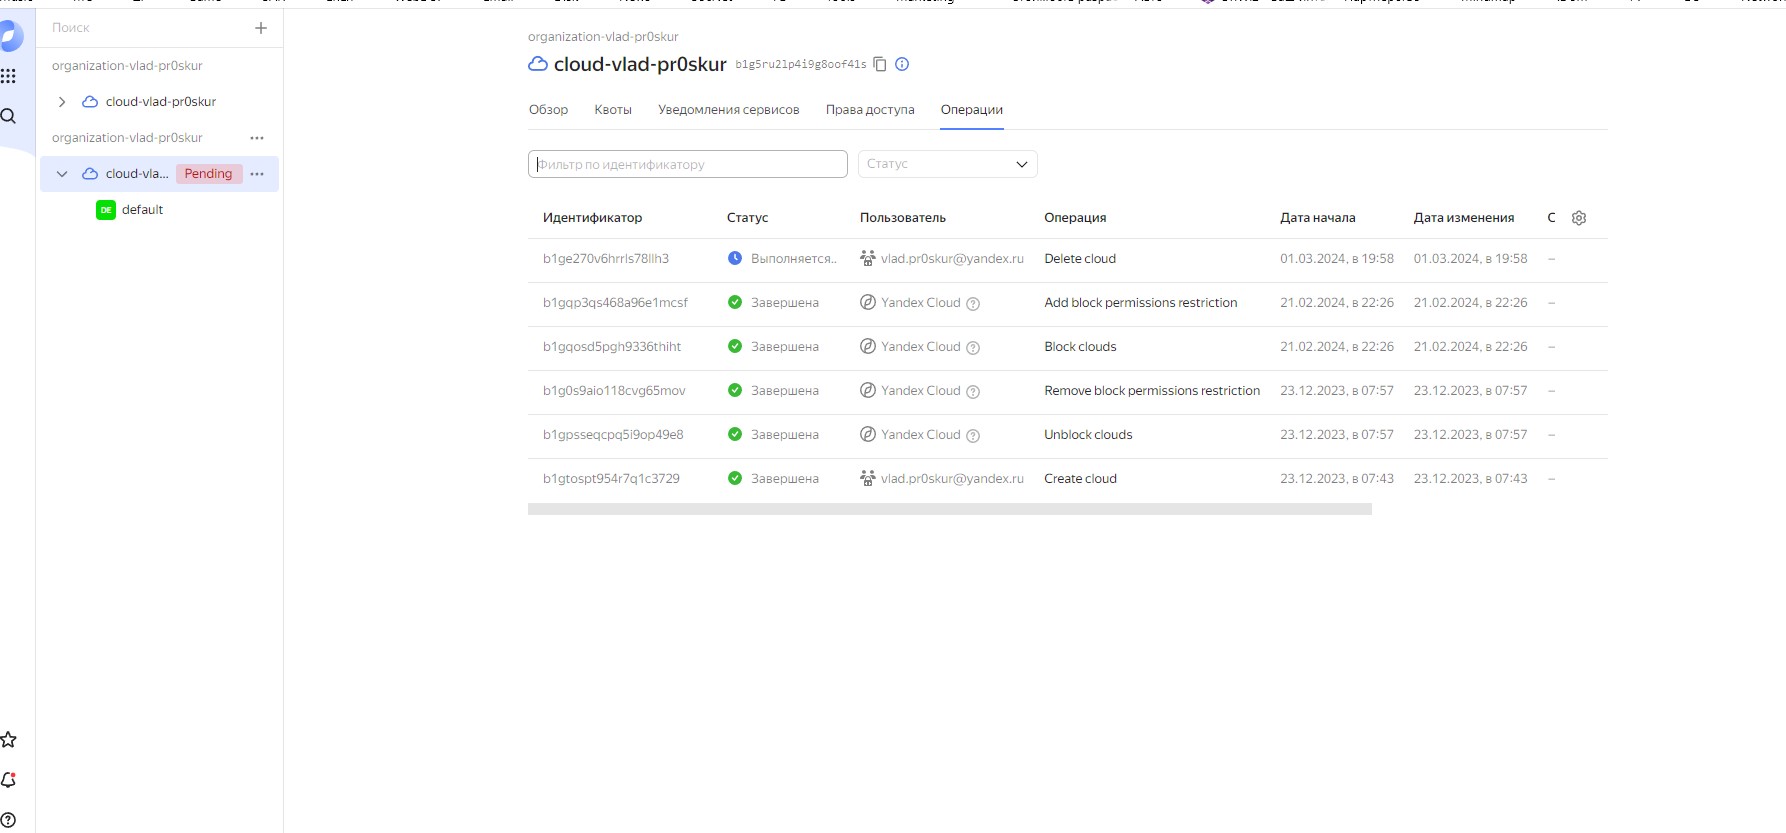 Поиск
organization-vlad-pr0skur
cloud-vlad-pr0skur
organization-vlad-pr0skur
cloud-vla... Pending
DE default
organization-vlad-pr0skur
cloud-vlad-pr0skur b1g5ru2lp4i9g8oof41s
Обзор Квоты Уведомления сервисов Права доступа Операции
Фильтр по идентификатору Статус
Идентификатор Статус Пользователь Операция Дата начала Дата изменения С
b1ge270v6hrrls78llh3 Выполняется.. vlad.pr0skur@yandex.ru Delete cloud 01.03.2024, в 19:58 01.03.2024, в 19:58 –
b1gqp3qs468a96e1mcsf Завершена Yandex Cloud Add block permissions restriction 21.02.2024, в 22:26 21.02.2024, в 22:26 –
b1gqosd5pgh9336thiht Завершена Yandex Cloud Block clouds 21.02.2024, в 22:26 21.02.2024, в 22:26 –
b1g0s9aio118cvg65mov Завершена Yandex Cloud Remove block permissions restriction 23.12.2023, в 07:57 23.12.2023, в 07:57 –
b1gpsseqcpq5i9op49e8 Завершена Yandex Cloud Unblock clouds 23.12.2023, в 07:57 23.12.2023, в 07:57 –
b1gtospt954r7q1c3729 Завершена vlad.pr0skur@yandex.ru Create cloud 23.12.2023, в 07:43 23.12.2023, в 07:43 –